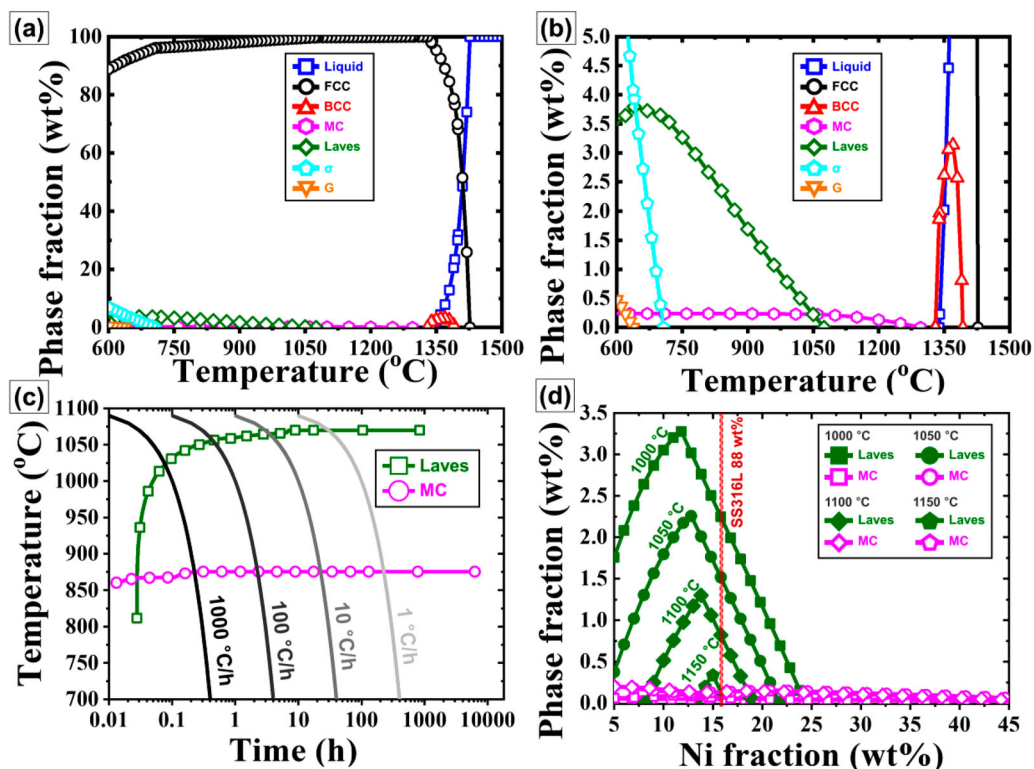 (a)
Phase fraction (wt%)
100
80
60
40
20
0
Liquid
FCC
BCC
MC
Laves
σ
G
600 750 900 1050 1200 1350 1500
Temperature (°C)
(b)
Phase fraction (wt%)
5.0
4.5
4.0
3.5
3.0
2.5
2.0
1.5
1.0
0.5
0.0
Liquid
FCC
BCC
MC
Laves
σ
G
600 750 900 1050 1200 1350 1500
Temperature (°C)
(c)
Temperature (°C)
1100
1050
1000
950
900
850
800
750
700
Laves
MC
1000 °C/h
100 °C/h
10 °C/h
1 °C/h
0.01 0.1 1 10 100 1000 10000
Time (h)
(d)
Phase fraction (wt%)
3.5
3.0
2.5
2.0
1.5
1.0
0.5
0.0
1000 °C
1050 °C
1100 °C
1150 °C
SS316L 88 wt%
1000 °C 1050 °C
Laves Laves
MC MC
1100 °C 1150 °C
Laves Laves
MC MC
5 10 15 20 25 30 35 40 45
Ni fraction (wt%)